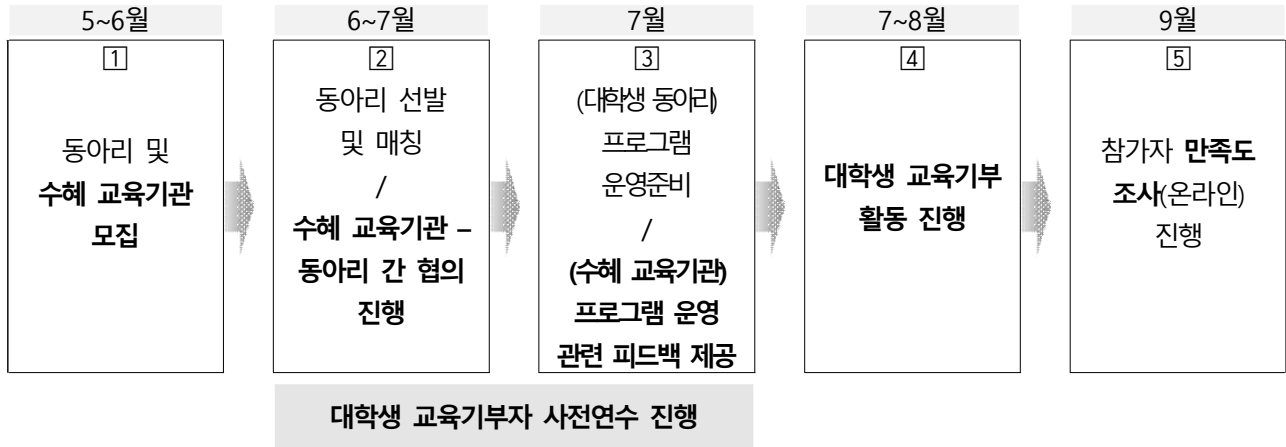 5~6월
1
동아리 및
수혜 교육기관
모집
6~7월
2
동아리 선발
및 매칭
/
수혜 교육기관 –
동아리 간 협의
진행
7월
3
(대학생 동아리)
프로그램
운영준비
/
(수혜 교육기관)
프로그램 운영
관련 피드백 제공
7~8월
4
대학생 교육기부
활동 진행
9월
5
참가자 만족도
조사(온라인)
진행
대학생 교육기부자 사전연수 진행